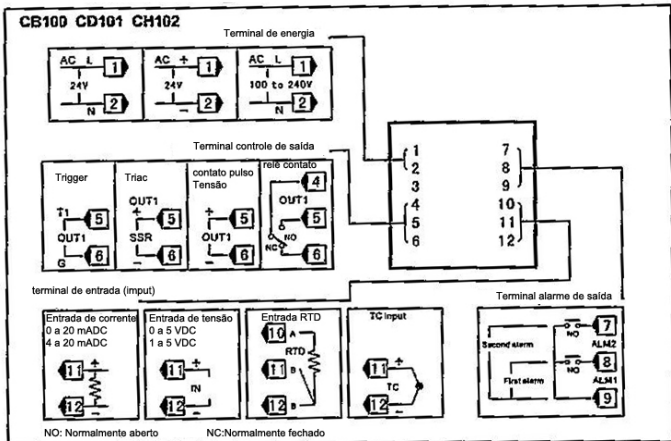 CB100 CD101 CH102
Terminal de energia
AC L 1
24V
N 2
AC + 1
24V
− 2
AC L 1
100 to 240V
N 2
Terminal controle de saída
Trigger
T1 5
OUT1
G 6
Triac
OUT1
+ 5
SSR
− 6
contato pulso
Tensão
+ 5
OUT1
− 6
relé contato
4
OUT1
5
NO
NC 6
1 7
2 8
3 9
4 10
5 11
6 12
terminal de entrada (imput)
Entrada de corrente
0 a 20 mADC
4 a 20 mADC
11 +
12 −
Entrada de tensão
0 a 5 VDC
1 a 5 VDC
11 +
IN
12 −
Entrada RTD
10 A
RTD
11 B
12 B
TC Input
11 +
TC
12 −
Terminal alarme de saída
7
NO
Second alarm ALM2
8
NO
First alarm ALM1
9
NO: Normalmente aberto NC:Normalmente fechado